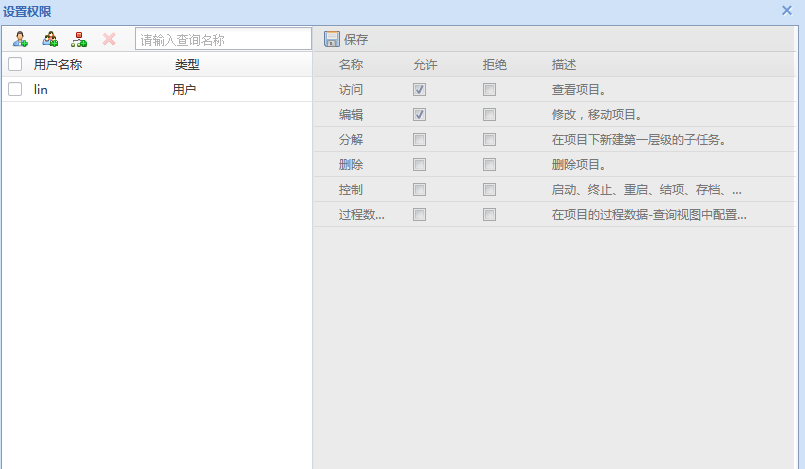 设置权限
请输入查询名称
保存
用户名称 类型
lin 用户
名称 允许 拒绝 描述
访问 查看项目。
编辑 修改，移动项目。
分解 在项目下新建第一层级的子任务。
删除 删除项目。
控制 启动、终止、重启、结项、存档、...
过程数... 在项目的过程数据-查询视图中配置...